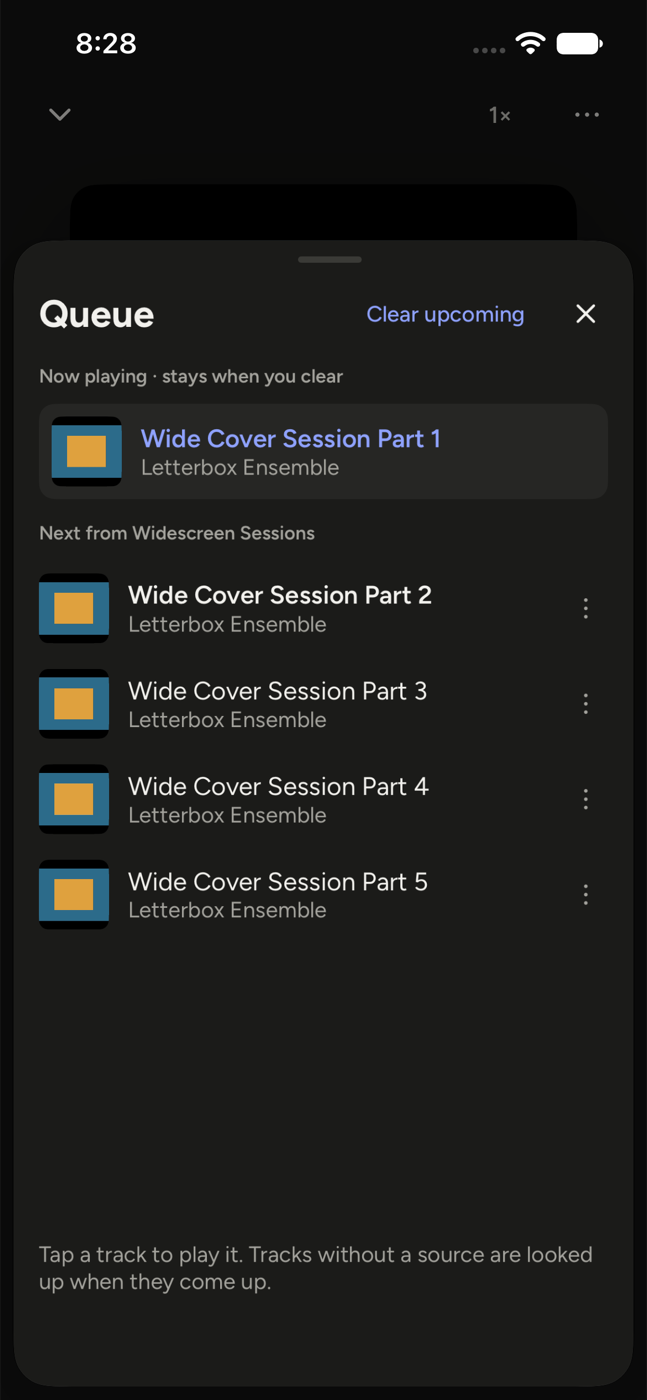 8:28
1×
Queue
Clear upcoming
Now playing · stays when you clear
Wide Cover Session Part 1
Letterbox Ensemble
Next from Widescreen Sessions
Wide Cover Session Part 2
Letterbox Ensemble
Wide Cover Session Part 3
Letterbox Ensemble
Wide Cover Session Part 4
Letterbox Ensemble
Wide Cover Session Part 5
Letterbox Ensemble
Tap a track to play it. Tracks without a source are looked
up when they come up.